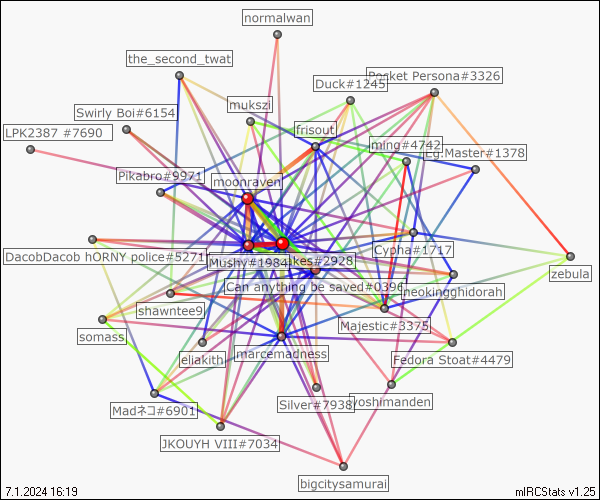 normalwan
the_second_twat
Pocket Persona#3326
Duck#1245
mukszi
Swirly Boi#6154
LPK2387 #7690
frisout
ming#4742
Eg.Master#1378
Pikabro#9971
moonraven
DacobDacob hORNY police#5271
Mushy#1984
kes#2928
Cypha#1717
zebula
Can anything be saved#0396
neokingghidorah
shawntee9
Majestic#3375
somass
eliakith
marcemadness
Fedora Stoat#4479
Madネコ#6901
Silver#7938
yoshimanden
JKOUYH VIII#7034
bigcitysamurai
7.1.2024 16:19
mIRCStats v1.25